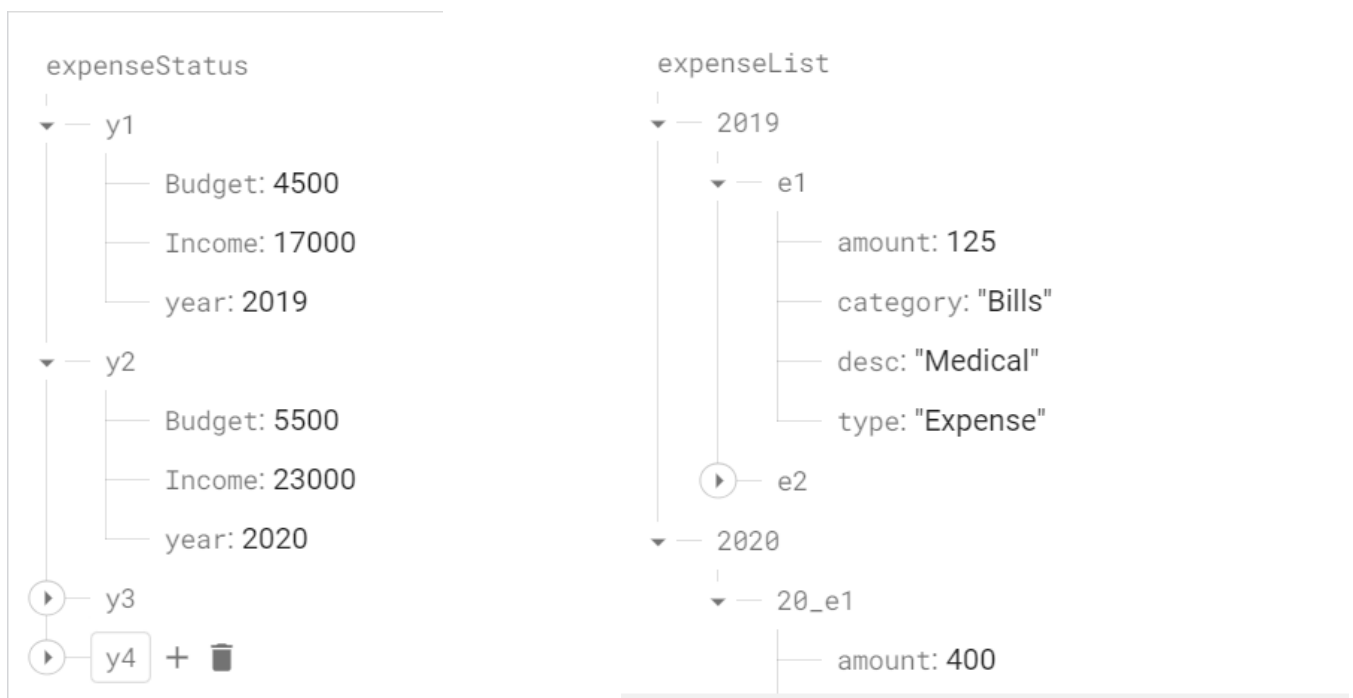 expenseStatus
y1
Budget: 4500
Income: 17000
year: 2019
y2
Budget: 5500
Income: 23000
year: 2020
y3
y4
expenseList
2019
e1
amount: 125
category: "Bills"
desc: "Medical"
type: "Expense"
e2
2020
20_e1
amount: 400